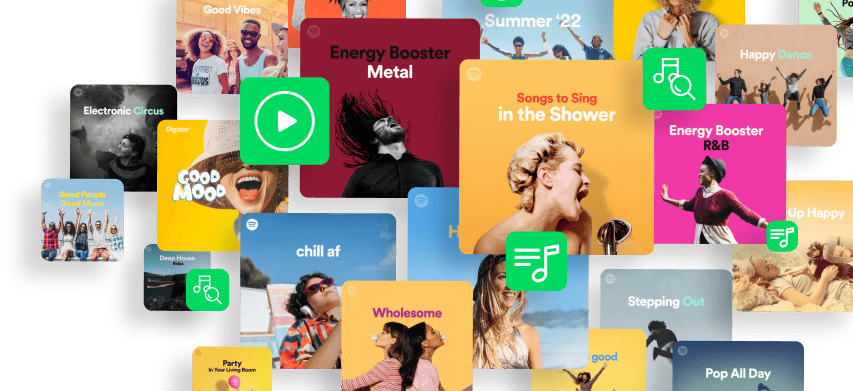 Good Vibes
Summer '22
Energy Booster
Metal
Happy Dance
Songs to Sing
in the Shower
Electronic Circus
Digster
GOOD
MOOD
Energy Booster
R&B
Good People
Good Music
Up Happy
chill af
Deep House
Relax
Stepping Out
Wholesome
good
Party
In Your Living Room
Pop All Day